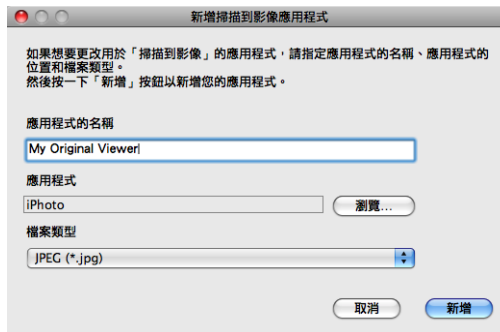 新增掃描到影像應用程式
如果想要更改用於「掃描到影像」的應用程式，請指定應用程式的名稱、應用程式的
位置和檔案類型。
然後按一下「新增」按鈕以新增您的應用程式。
應用程式的名稱
My Original Viewer
應用程式
iPhoto
瀏覽...
檔案類型
JPEG (*.jpg)
取消
新增